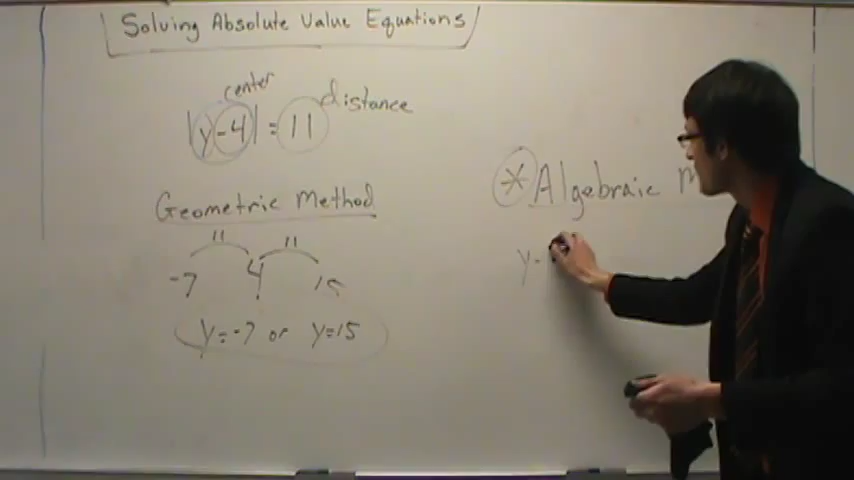 Solving Absolute Value Equations
center
distance
|y-4| = 11
Geometric Method
* Algebraic
11 11
-7 4 15
y-
y=-7 or y=15